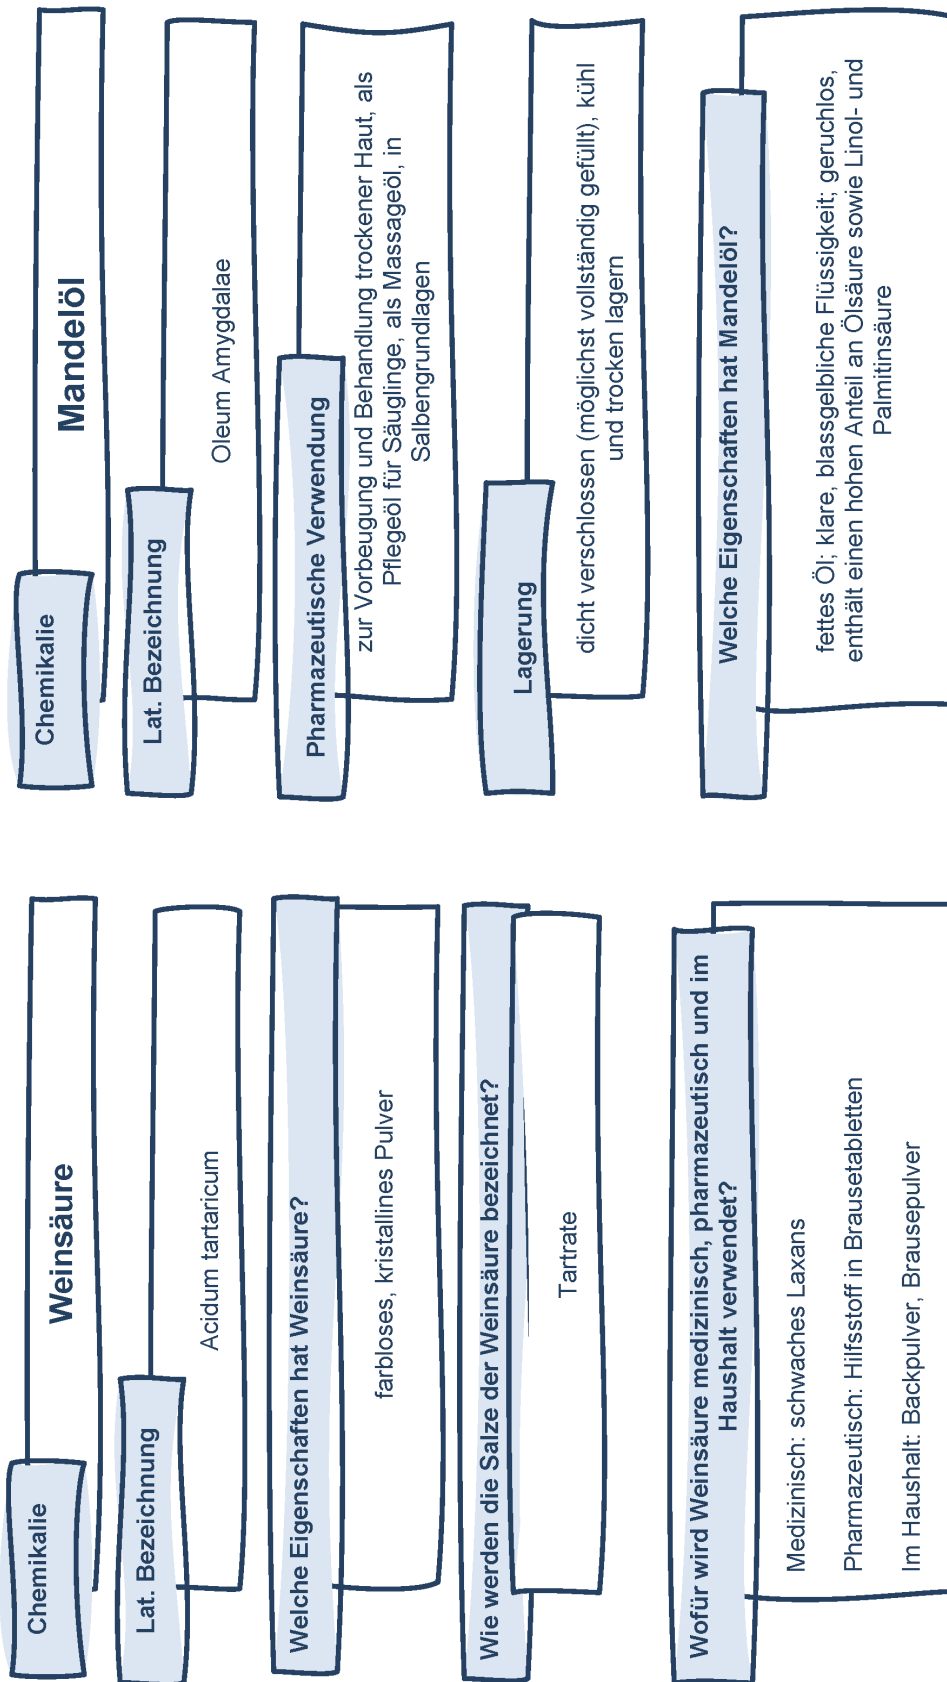 Chemikalie
Weinsäure
Lat. Bezeichnung
Acidum tartaricum
Welche Eigenschaften hat Weinsäure?
farbloses, kristallines Pulver
Wie werden die Salze der Weinsäure bezeichnet?
Tartrate
Wofür wird Weinsäure medizinisch, pharmazeutisch und im
Haushalt verwendet?
Medizinisch: schwaches Laxans
Pharmazeutisch: Hilfsstoff in Brausetabletten
Im Haushalt: Backpulver, Brausepulver
Chemikalie
Mandelöl
Lat. Bezeichnung
Oleum Amygdalae
Pharmazeutische Verwendung
zur Vorbeugung und Behandlung trockener Haut, als
Pflegeöl für Säuglinge, als Massageöl, in
Salbengrundlagen
Lagerung
dicht verschlossen (möglichst vollständig gefüllt), kühl
und trocken lagern
Welche Eigenschaften hat Mandelöl?
fettes Öl; klare, blassgelbliche Flüssigkeit; geruchlos,
enthält einen hohen Anteil an Ölsäure sowie Linol- und
Palmitinsäure